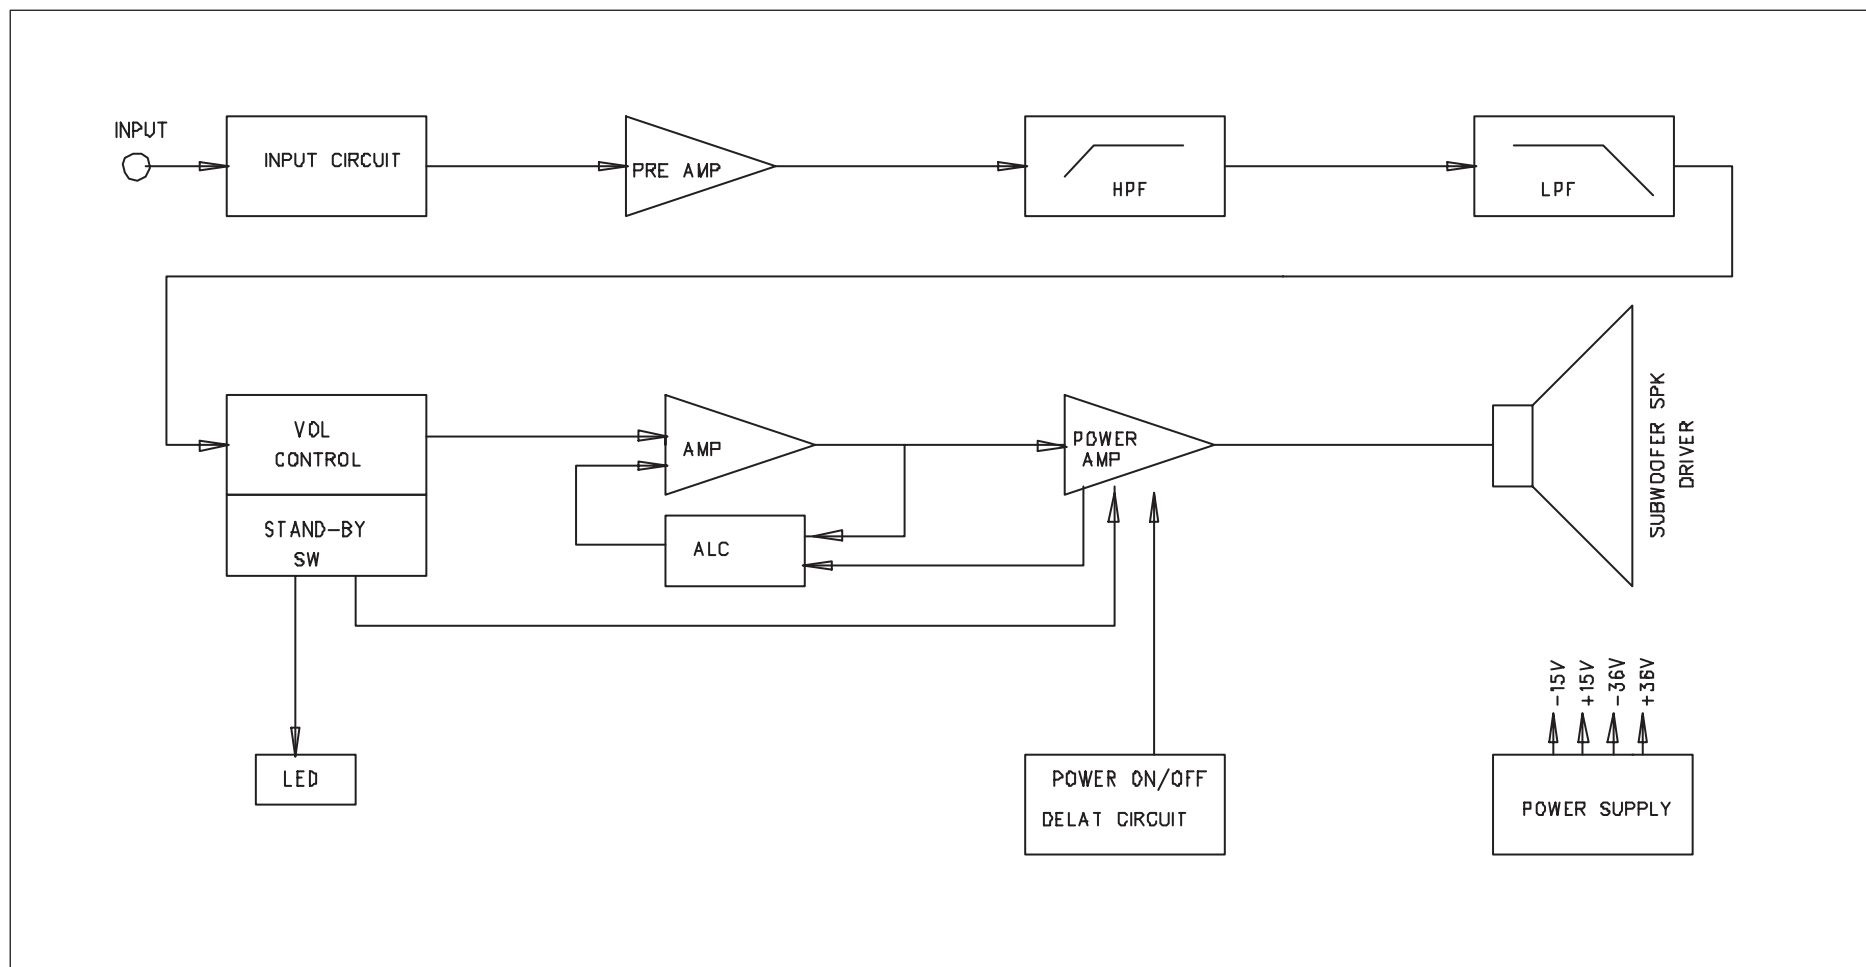 INPUT
INPUT CIRCUIT
PRE AMP
HPF
LPF
VOL
CONTROL
STAND-BY
SW
AMP
ALC
POWER
AMP
SUBWOOFER SPK
DRIVER
LED
POWER ON/OFF
DELAT CIRCUIT
-15V
+15V
-36V
+36V
POWER SUPPLY